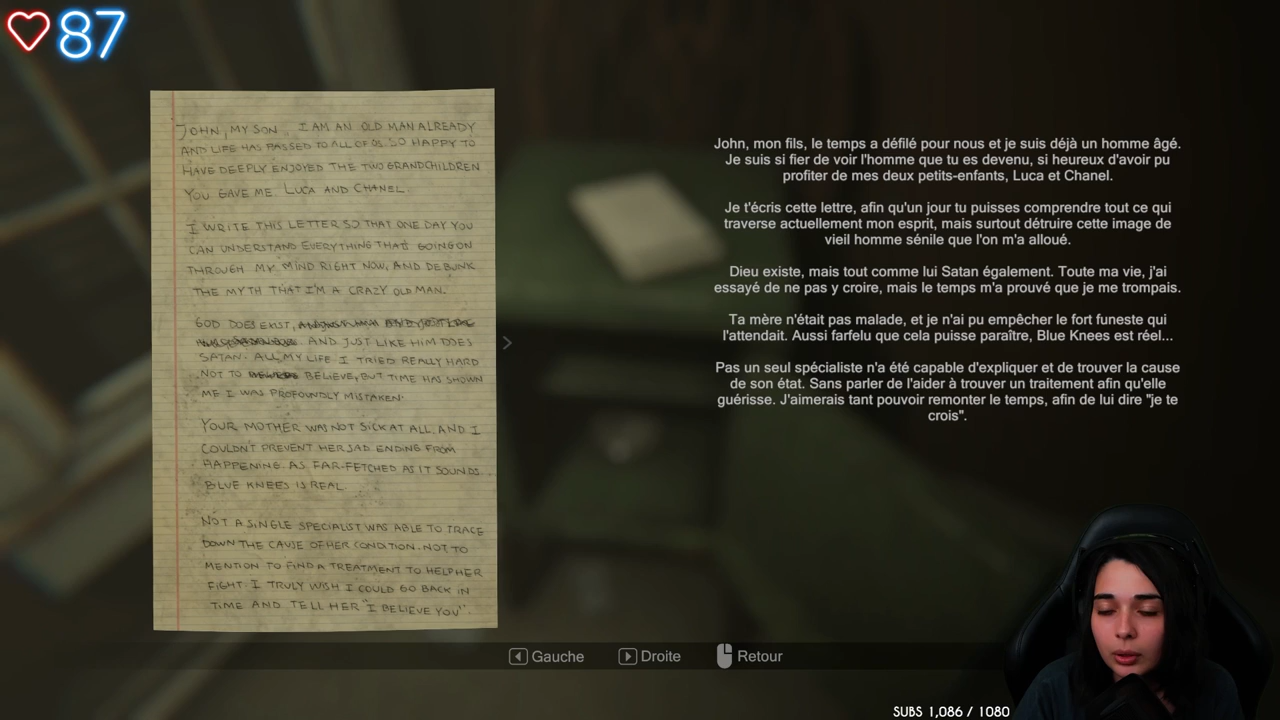 87
JOHN, MY SON. I AM AN OLD MAN ALREADY
AND LIFE HAS PASSED TO ALL OF US. SO HAPPY TO
HAVE DEEPLY ENJOYED THE TWO GRANDCHILDREN
YOU GAVE ME. LUCA AND CHANEL.
I WRITE THIS LETTER SO THAT ONE DAY YOU
CAN UNDERSTAND EVERYTHING THAT'S GOING ON
THROUGH MY MIND RIGHT NOW, AND DEBUNK
THE MYTH THAT I'M A CRAZY OLD MAN.
GOD DOES EXIST,
AND JUST LIKE HIM DOES
SATAN. ALL MY LIFE I TRIED REALLY HARD
NOT TO BELIEVE, BUT TIME HAS SHOWN
ME I WAS PROFOUNDLY MISTAKEN.
YOUR MOTHER WAS NOT SICK AT ALL. AND I
COULDN'T PREVENT HER SAD ENDING FROM
HAPPENING. AS FAR-FETCHED AS IT SOUNDS
BLUE KNEES IS REAL.
NOT A SINGLE SPECIALIST WAS ABLE TO TRACE
DOWN THE CAUSE OF HER CONDITION. NOT TO
MENTION TO FIND A TREATMENT TO HELP HER
FIGHT. I TRULY WISH I COULD GO BACK IN
TIME AND TELL HER "I BELIEVE YOU".
John, mon fils, le temps a défilé pour nous et je suis déjà un homme âgé.
Je suis si fier de voir l'homme que tu es devenu, si heureux d'avoir pu
profiter de mes deux petits-enfants, Luca et Chanel.
Je t'écris cette lettre, afin qu'un jour tu puisses comprendre tout ce qui
traverse actuellement mon esprit, mais surtout détruire cette image de
vieil homme sénile que l'on m'a alloué.
Dieu existe, mais tout comme lui Satan également. Toute ma vie, j'ai
essayé de ne pas y croire, mais le temps m'a prouvé que je me trompais.
Ta mère n'était pas malade, et je n'ai pu empêcher le fort funeste qui
l'attendait. Aussi farfelu que cela puisse paraître, Blue Knees est réel...
Pas un seul spécialiste n'a été capable d'expliquer et de trouver la cause
de son état. Sans parler de l'aider à trouver un traitement afin qu'elle
guérisse. J'aimerais tant pouvoir remonter le temps, afin de lui dire "je te
crois".
Gauche
Droite
Retour
SUBS 1,086 / 1080